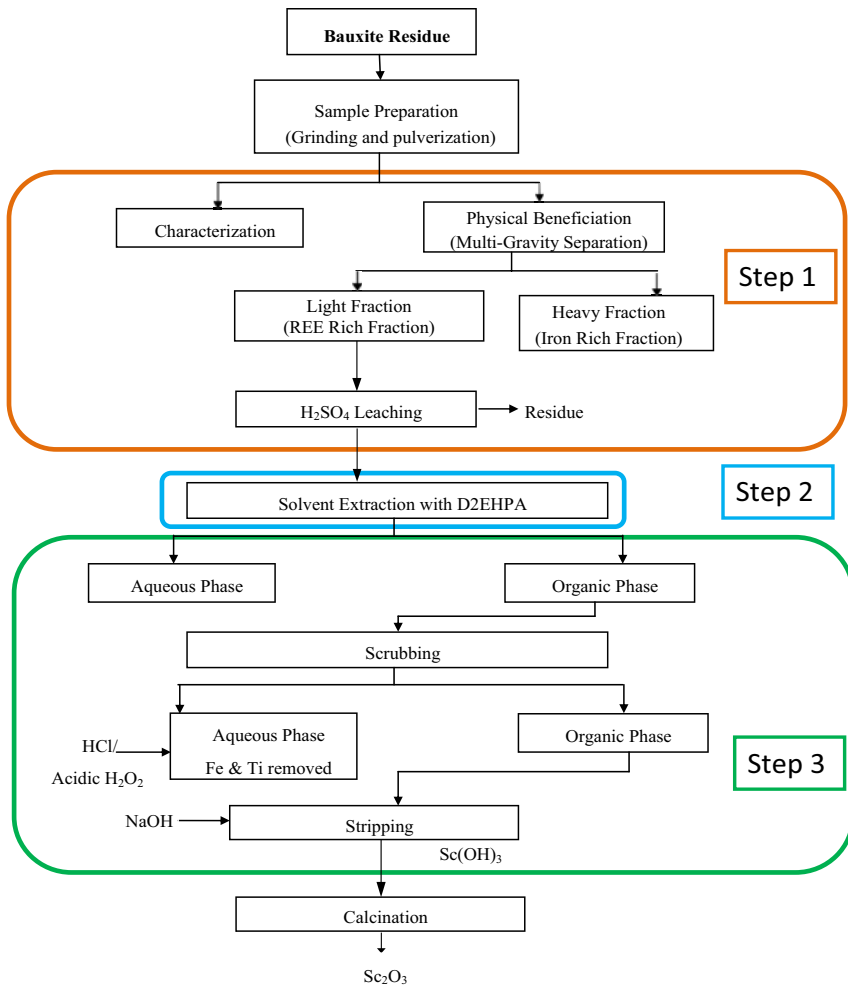 Bauxite Residue
Sample Preparation
(Grinding and pulverization)
Characterization
Physical Beneficiation
(Multi-Gravity Separation)
Step 1
Light Fraction
(REE Rich Fraction)
Heavy Fraction
(Iron Rich Fraction)
H₂SO₄ Leaching
Residue
Step 2
Solvent Extraction with D2EHPA
Aqueous Phase
Organic Phase
Scrubbing
HCl/
Acidic H₂O₂
Aqueous Phase
Fe & Ti removed
Organic Phase
Step 3
NaOH
Stripping
Sc(OH)₃
Calcination
Sc₂O₃